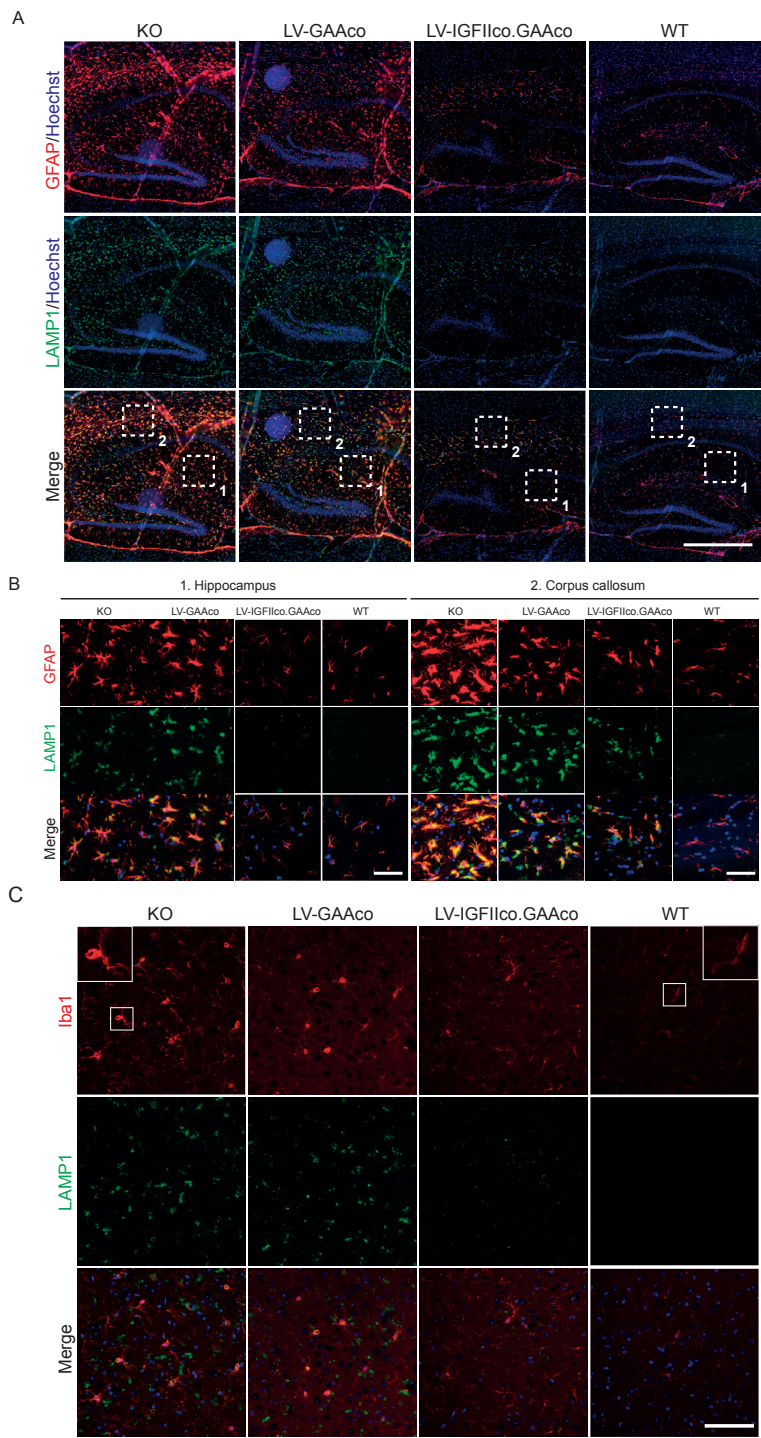 A
KO LV-GAAco LV-IGFIIco.GAAco WT
GFAP/Hoechst
LAMP1/Hoechst
Merge
2 2 2 2
1 1 1 1
B
1. Hippocampus 2. Corpus callosum
KO LV-GAAco LV-IGFIIco.GAAco WT KO LV-GAAco LV-IGFIIco.GAAco WT
GFAP
LAMP1
Merge
C
KO LV-GAAco LV-IGFIIco.GAAco WT
Iba1
LAMP1
Merge